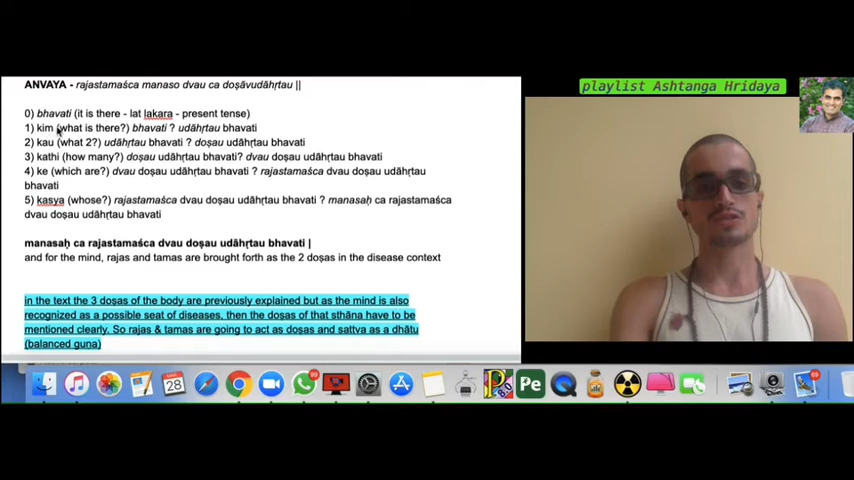 playlist Ashtanga Hridaya
ANVAYA - rajastamaśca manaso dvau ca doṣāvudāhṛtau ||
0) bhavati (it is there - lat lakara - present tense)
1) kim (what is there?) bhavati ? udāhṛtau bhavati
2) kau (what 2?) udāhṛtau bhavati ? doṣau udāhṛtau bhavati
3) kathi (how many?) doṣau udāhṛtau bhavati? dvau doṣau udāhṛtau bhavati
4) ke (which are?) dvau doṣau udāhṛtau bhavati ? rajastamaśca dvau doṣau udāhṛtau
bhavati
5) kasya (whose?) rajastamaśca dvau doṣau udāhṛtau bhavati ? manasaḥ ca rajastamaśca
dvau doṣau udāhṛtau bhavati
manasaḥ ca rajastamaśca dvau doṣau udāhṛtau bhavati |
and for the mind, rajas and tamas are brought forth as the 2 doṣas in the disease context
in the text the 3 doṣas of the body are previously explained but as the mind is also
recognized as a possible seat of diseases, then the doṣas of that sthāna have to be
mentioned clearly. So rajas & tamas are going to act as doṣas and sattva as a dhātu
(balanced guna)
28
Pe